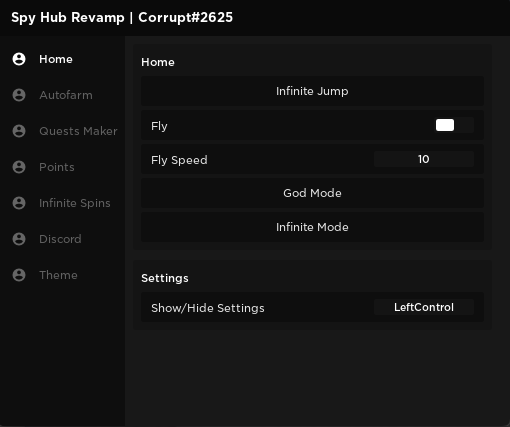 Spy Hub Revamp | Corrupt#2625
Home
Autofarm
Quests Maker
Points
Infinite Spins
Discord
Theme
Home
Infinite Jump
Fly
Fly Speed 10
God Mode
Infinite Mode
Settings
Show/Hide Settings LeftControl